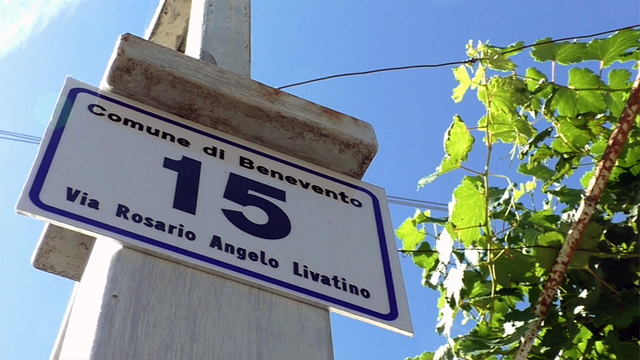 Comune di Benevento
15
Via Rosario Angelo Livatino